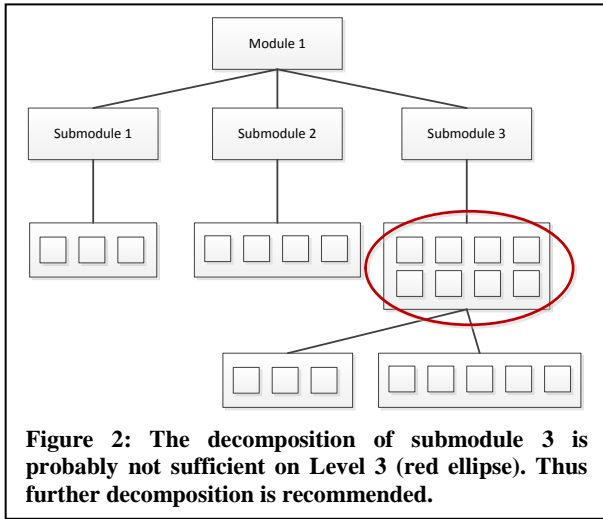 Module 1
Submodule 1
Submodule 2
Submodule 3
Figure 2: The decomposition of submodule 3 is
probably not sufficient on Level 3 (red ellipse). Thus
further decomposition is recommended.